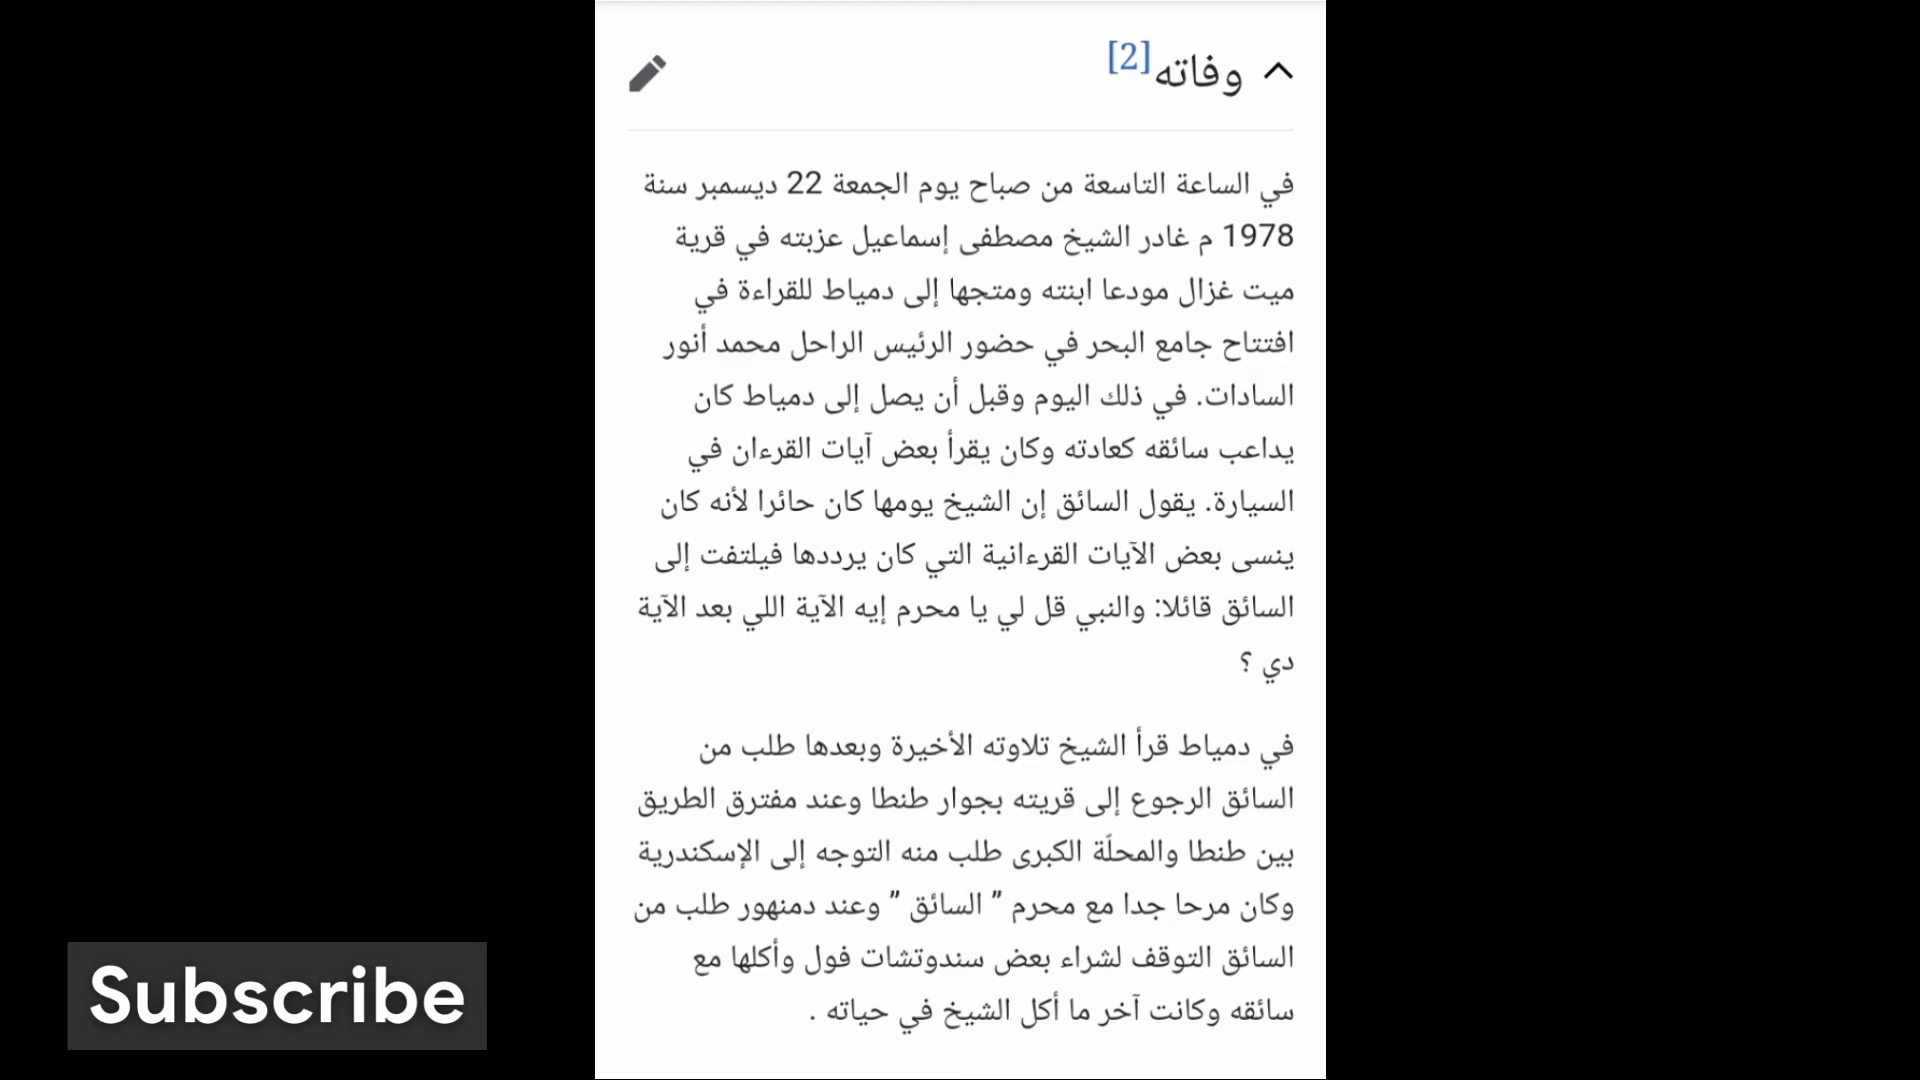 وفاته[2]
في الساعة التاسعة من صباح يوم الجمعة 22 ديسمبر سنة
1978 م غادر الشيخ مصطفى إسماعيل عزبته في قرية
ميت غزال مودعا ابنته ومتجها إلى دمياط للقراءة في
افتتاح جامع البحر في حضور الرئيس الراحل محمد أنور
السادات. في ذلك اليوم وقبل أن يصل إلى دمياط كان
يداعب سائقه كعادته وكان يقرأ بعض آيات القرءان في
السيارة. يقول السائق إن الشيخ يومها كان حائرا لأنه كان
ينسى بعض الآيات القرءانية التي كان يرددها فيلتفت إلى
السائق قائلا: والنبي قل لي يا محرم إيه الآية اللي بعد الآية
دي ؟
في دمياط قرأ الشيخ تلاوته الأخيرة وبعدها طلب من
السائق الرجوع إلى قريته بجوار طنطا وعند مفترق الطريق
بين طنطا والمحلّة الكبرى طلب منه التوجه إلى الإسكندرية
وكان مرحا جدا مع محرم ” السائق ” وعند دمنهور طلب من
السائق التوقف لشراء بعض سندوتشات فول وأكلها مع
سائقه وكانت آخر ما أكل الشيخ في حياته .
Subscribe